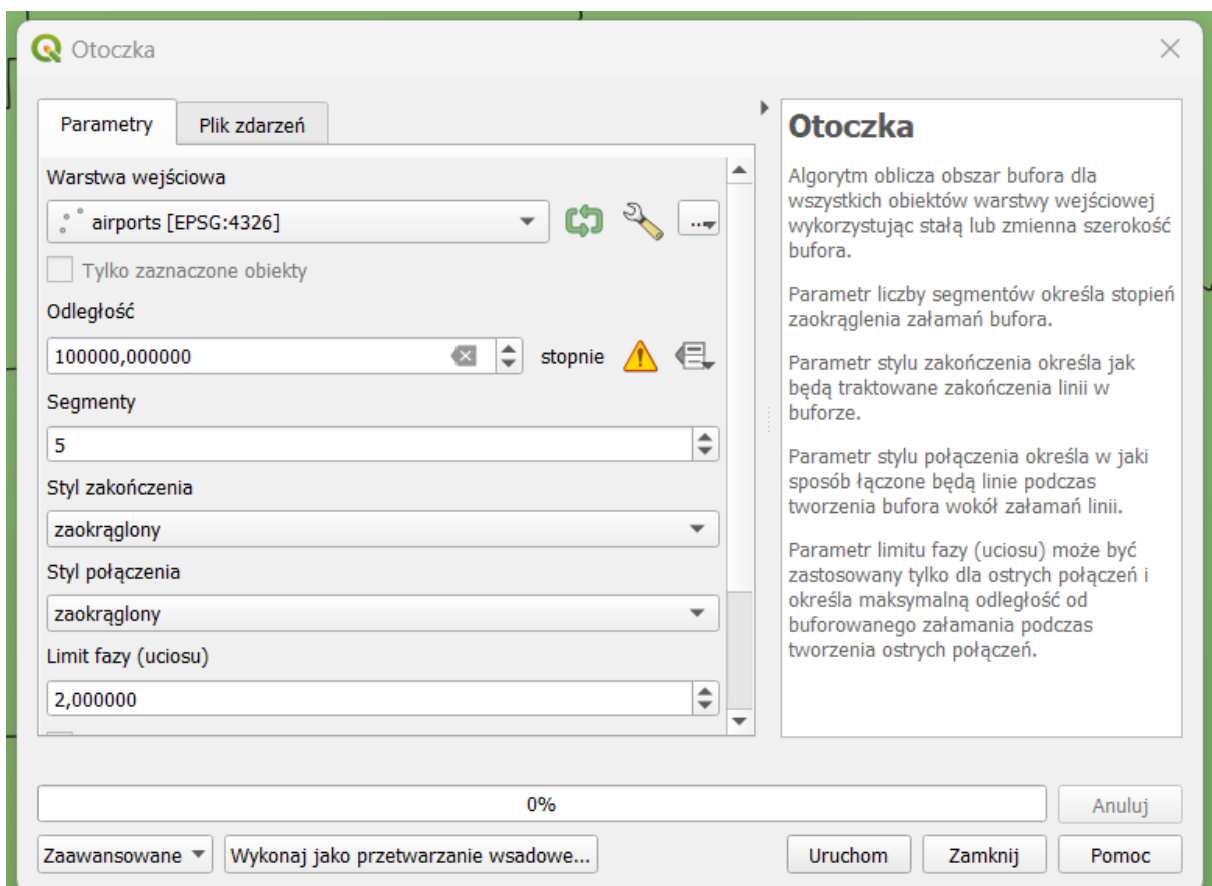 Otoczka
Parametry
Plik zdarzeń
Warstwa wejściowa
airports [EPSG:4326]
...
Tylko zaznaczone obiekty
Odległość
100000,000000
stopnie
Segmenty
5
Styl zakończenia
zaokrąglony
Styl połączenia
zaokrąglony
Limit fazy (uciosu)
2,000000
Otoczka
Algorytm oblicza obszar bufora dla
wszystkich obiektów warstwy wejściowej
wykorzystując stałą lub zmienna szerokość
bufora.
Parametr liczby segmentów określa stopień
zaokrąglenia załamań bufora.
Parametr stylu zakończenia określa jak
będą traktowane zakończenia linii w
buforze.
Parametr stylu połączenia określa w jaki
sposób łączone będą linie podczas
tworzenia bufora wokół załamań linii.
Parametr limitu fazy (uciosu) może być
zastosowany tylko dla ostrych połączeń i
określa maksymalną odległość od
buforowanego załamania podczas
tworzenia ostrych połączeń.
0%
Anuluj
Zaawansowane
Wykonaj jako przetwarzanie wsadowe...
Uruchom
Zamknij
Pomoc